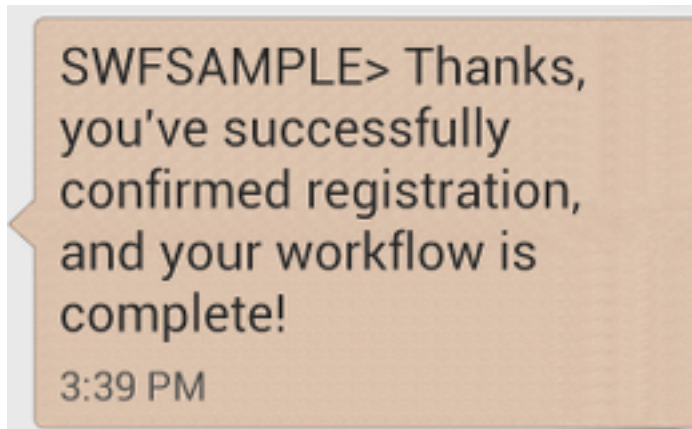 SWFSAMPLE> Thanks,
you've successfully
confirmed registration,
and your workflow is
complete!
3:39 PM